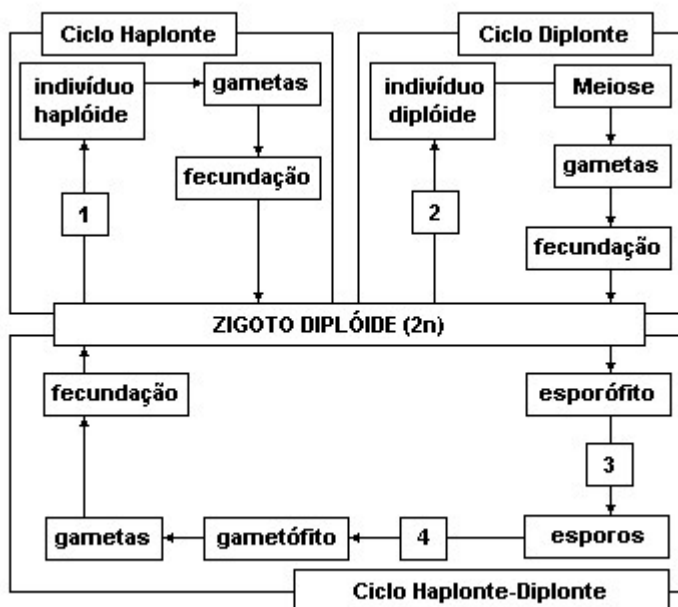 Ciclo Haplonte
indivíduo
haplóide
gametas
fecundação
1
Ciclo Diplonte
indivíduo
diplóide
Meiose
gametas
2
fecundação
ZIGOTO DIPLÓIDE (2n)
fecundação
esporófito
3
gametas
gametófito
4
esporos
Ciclo Haplonte-Diplonte